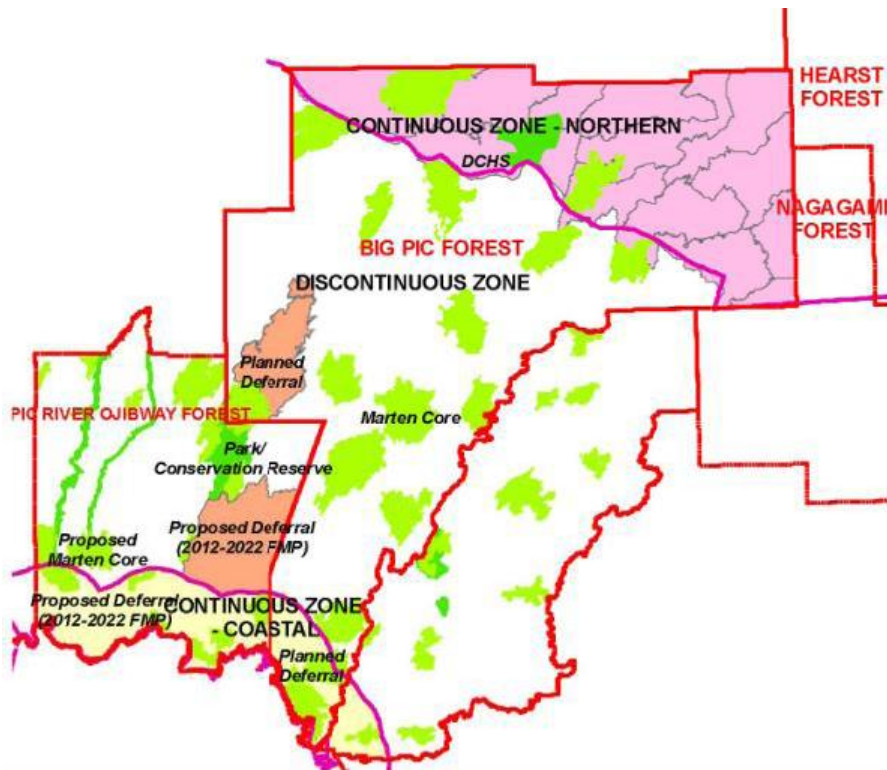 HEARST
FOREST
CONTINUOUS ZONE - NORTHERN
DCHS
NAGAGAMI
FOREST
BIG PIC FOREST
DISCONTINUOUS ZONE
Planned
Deferral
PIC RIVER OJIBWAY FOREST
Marten Core
Park/
Conservation Reserve
Proposed Deferral
(2012-2022 FMP)
Proposed
Marten Core
Proposed Deferral
(2012-2022 FMP)
CONTINUOUS ZONE
- COASTAL
Planned
Deferral